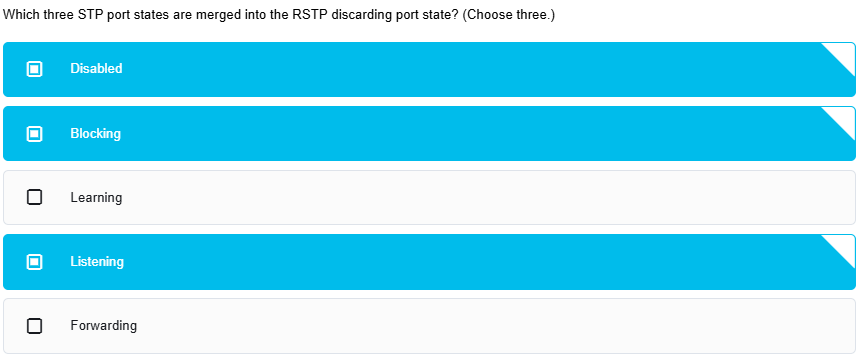 Which three STP port states are merged into the RSTP discarding port state? (Choose three.)
Disabled
Blocking
Learning
Listening
Forwarding